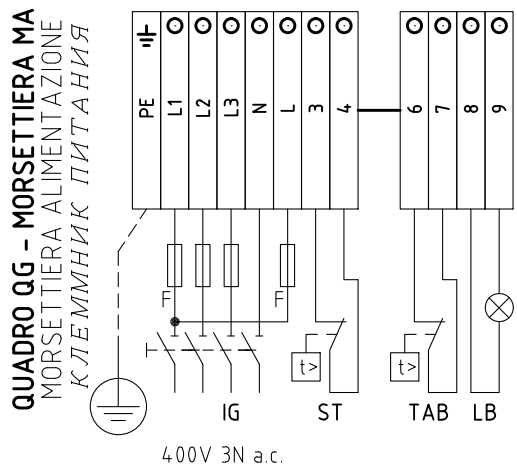 QUADRO QG - MORSETTIERA MA
MORSETTIERA ALIMENTAZIONE
КЛЕММНИК ПИТАНИЯ
PE L1 L2 L3 N L 3 4 6 7 8 9
F F
t> t>
IG ST TAB LB
400V 3N a.c.